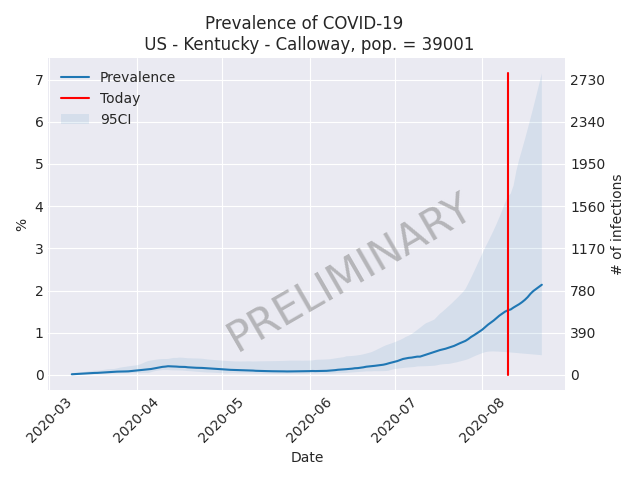 Prevalence of COVID-19
US - Kentucky - Calloway, pop. = 39001
Prevalence
Today
95CI
7
6
5
4
3
2
1
0
%
2730
2340
1950
1560
1170
780
390
0
# of infections
PRELIMINARY
2020-03
2020-04
2020-05
2020-06
2020-07
2020-08
Date